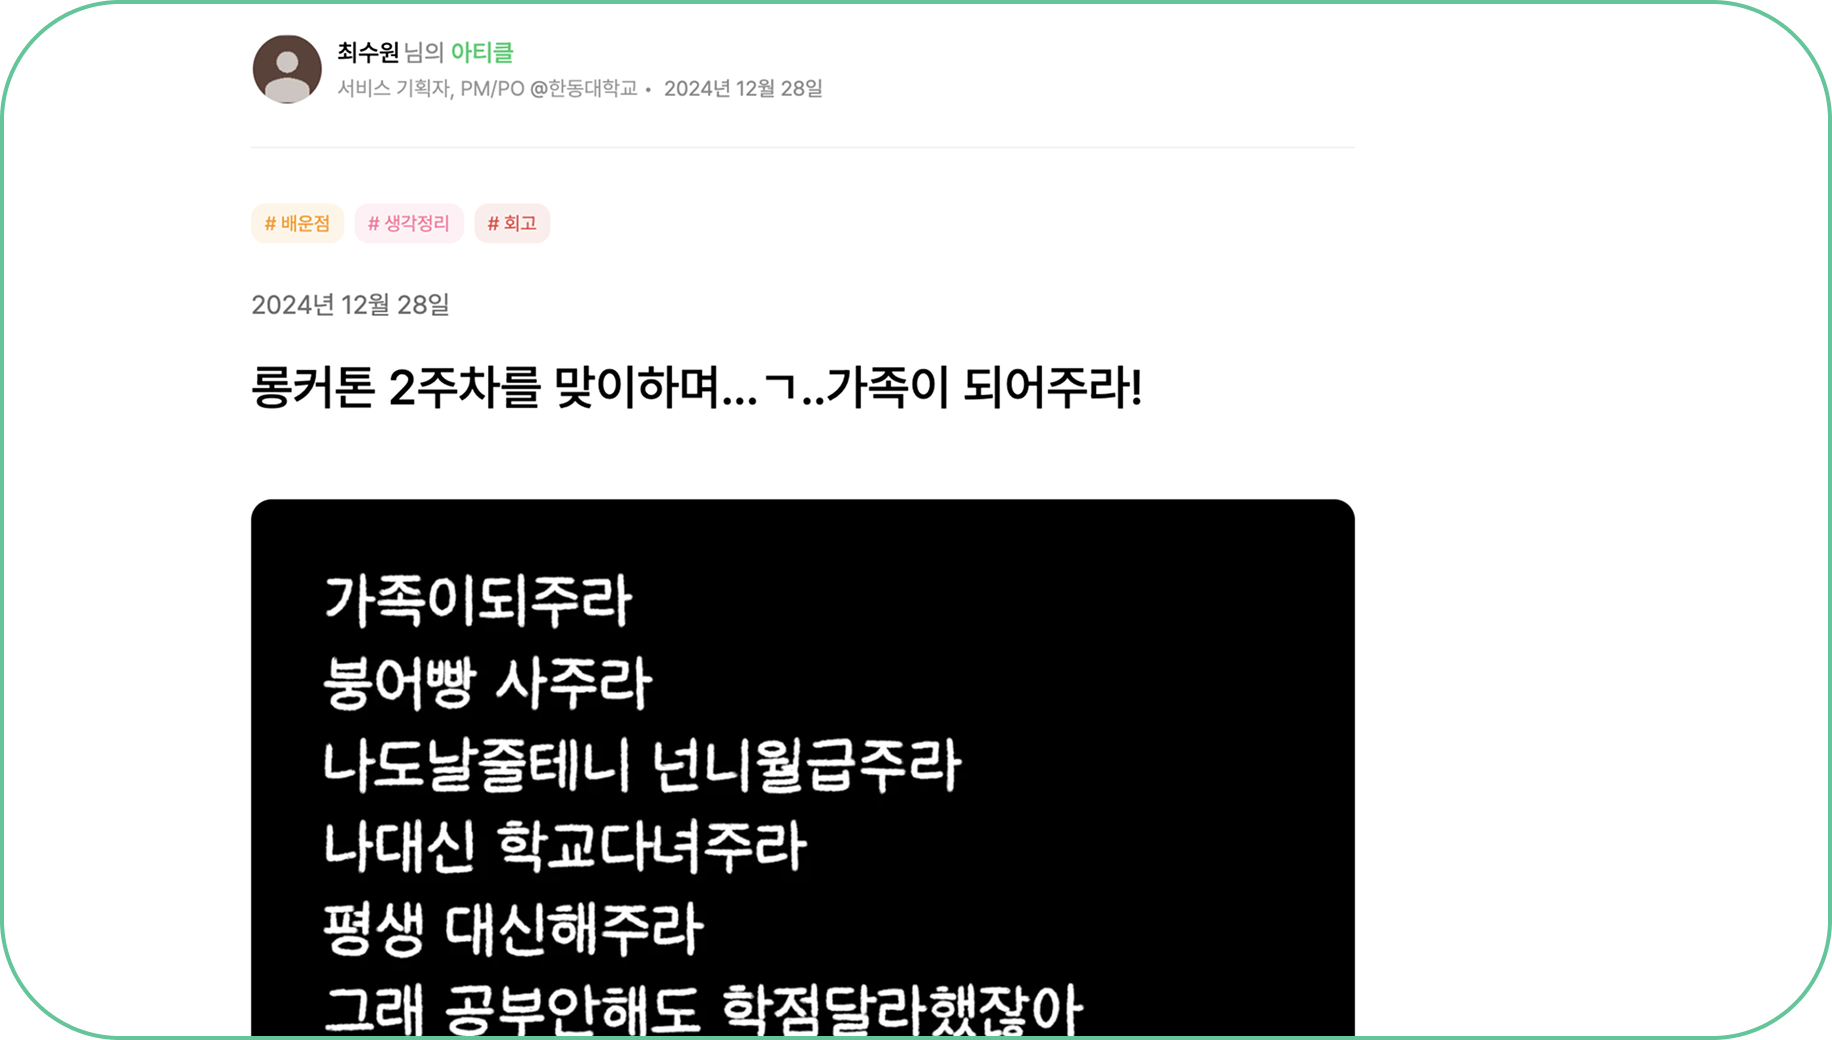 최수원 님의 아티클
서비스 기획자, PM/PO @한동대학교 • 2024년 12월 28일
# 배운점 # 생각정리 # 회고
2024년 12월 28일
롱커톤 2주차를 맞이하며...ㄱ..가족이 되어주라!
가족이되주라
붕어빵 사주라
나도날줄테니 넌니월급주라
나대신 학교다녀주라
평생 대신해주라
그래 공부안해도 학점달라했잖아